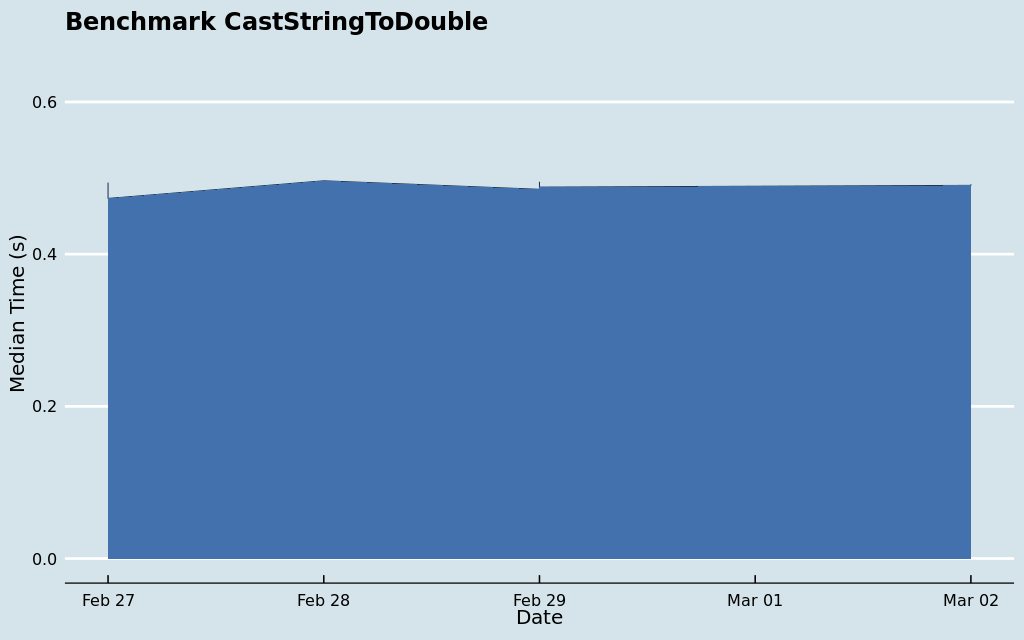 Benchmark CastStringToDouble
0.6
0.4
0.2
0.0
Median Time (s)
Feb 27
Feb 28
Feb 29
Mar 01
Mar 02
Date